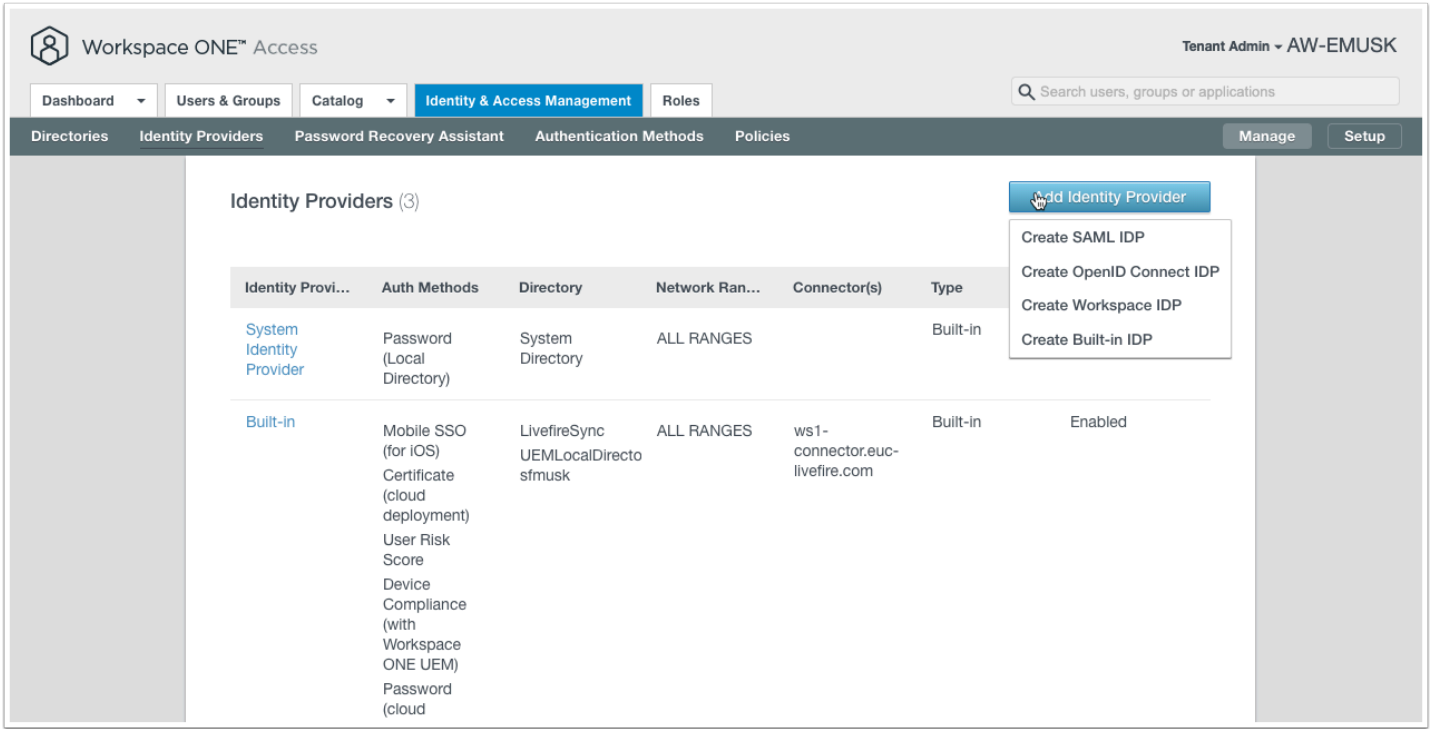 Workspace ONE™ Access
Tenant Admin AW-EMUSK
Dashboard Users & Groups Catalog Identity & Access Management Roles
Search users, groups or applications
Directories Identity Providers Password Recovery Assistant Authentication Methods Policies Manage Setup
Identity Providers (3)
Add Identity Provider
Create SAML IDP
Create OpenID Connect IDP
Create Workspace IDP
Create Built-in IDP
Identity Provi... Auth Methods Directory Network Ran... Connector(s) Type
System
Identity
Provider
Password
(Local
Directory)
System
Directory
ALL RANGES
Built-in
Built-in
Mobile SSO
(for iOS)
Certificate
(cloud
deployment)
User Risk
Score
Device
Compliance
(with
Workspace
ONE UEM)
Password
(cloud
LivefireSync
UEMLocalDirecto
sfmusk
ALL RANGES
ws1-
connector.euc-
livefire.com
Built-in
Enabled